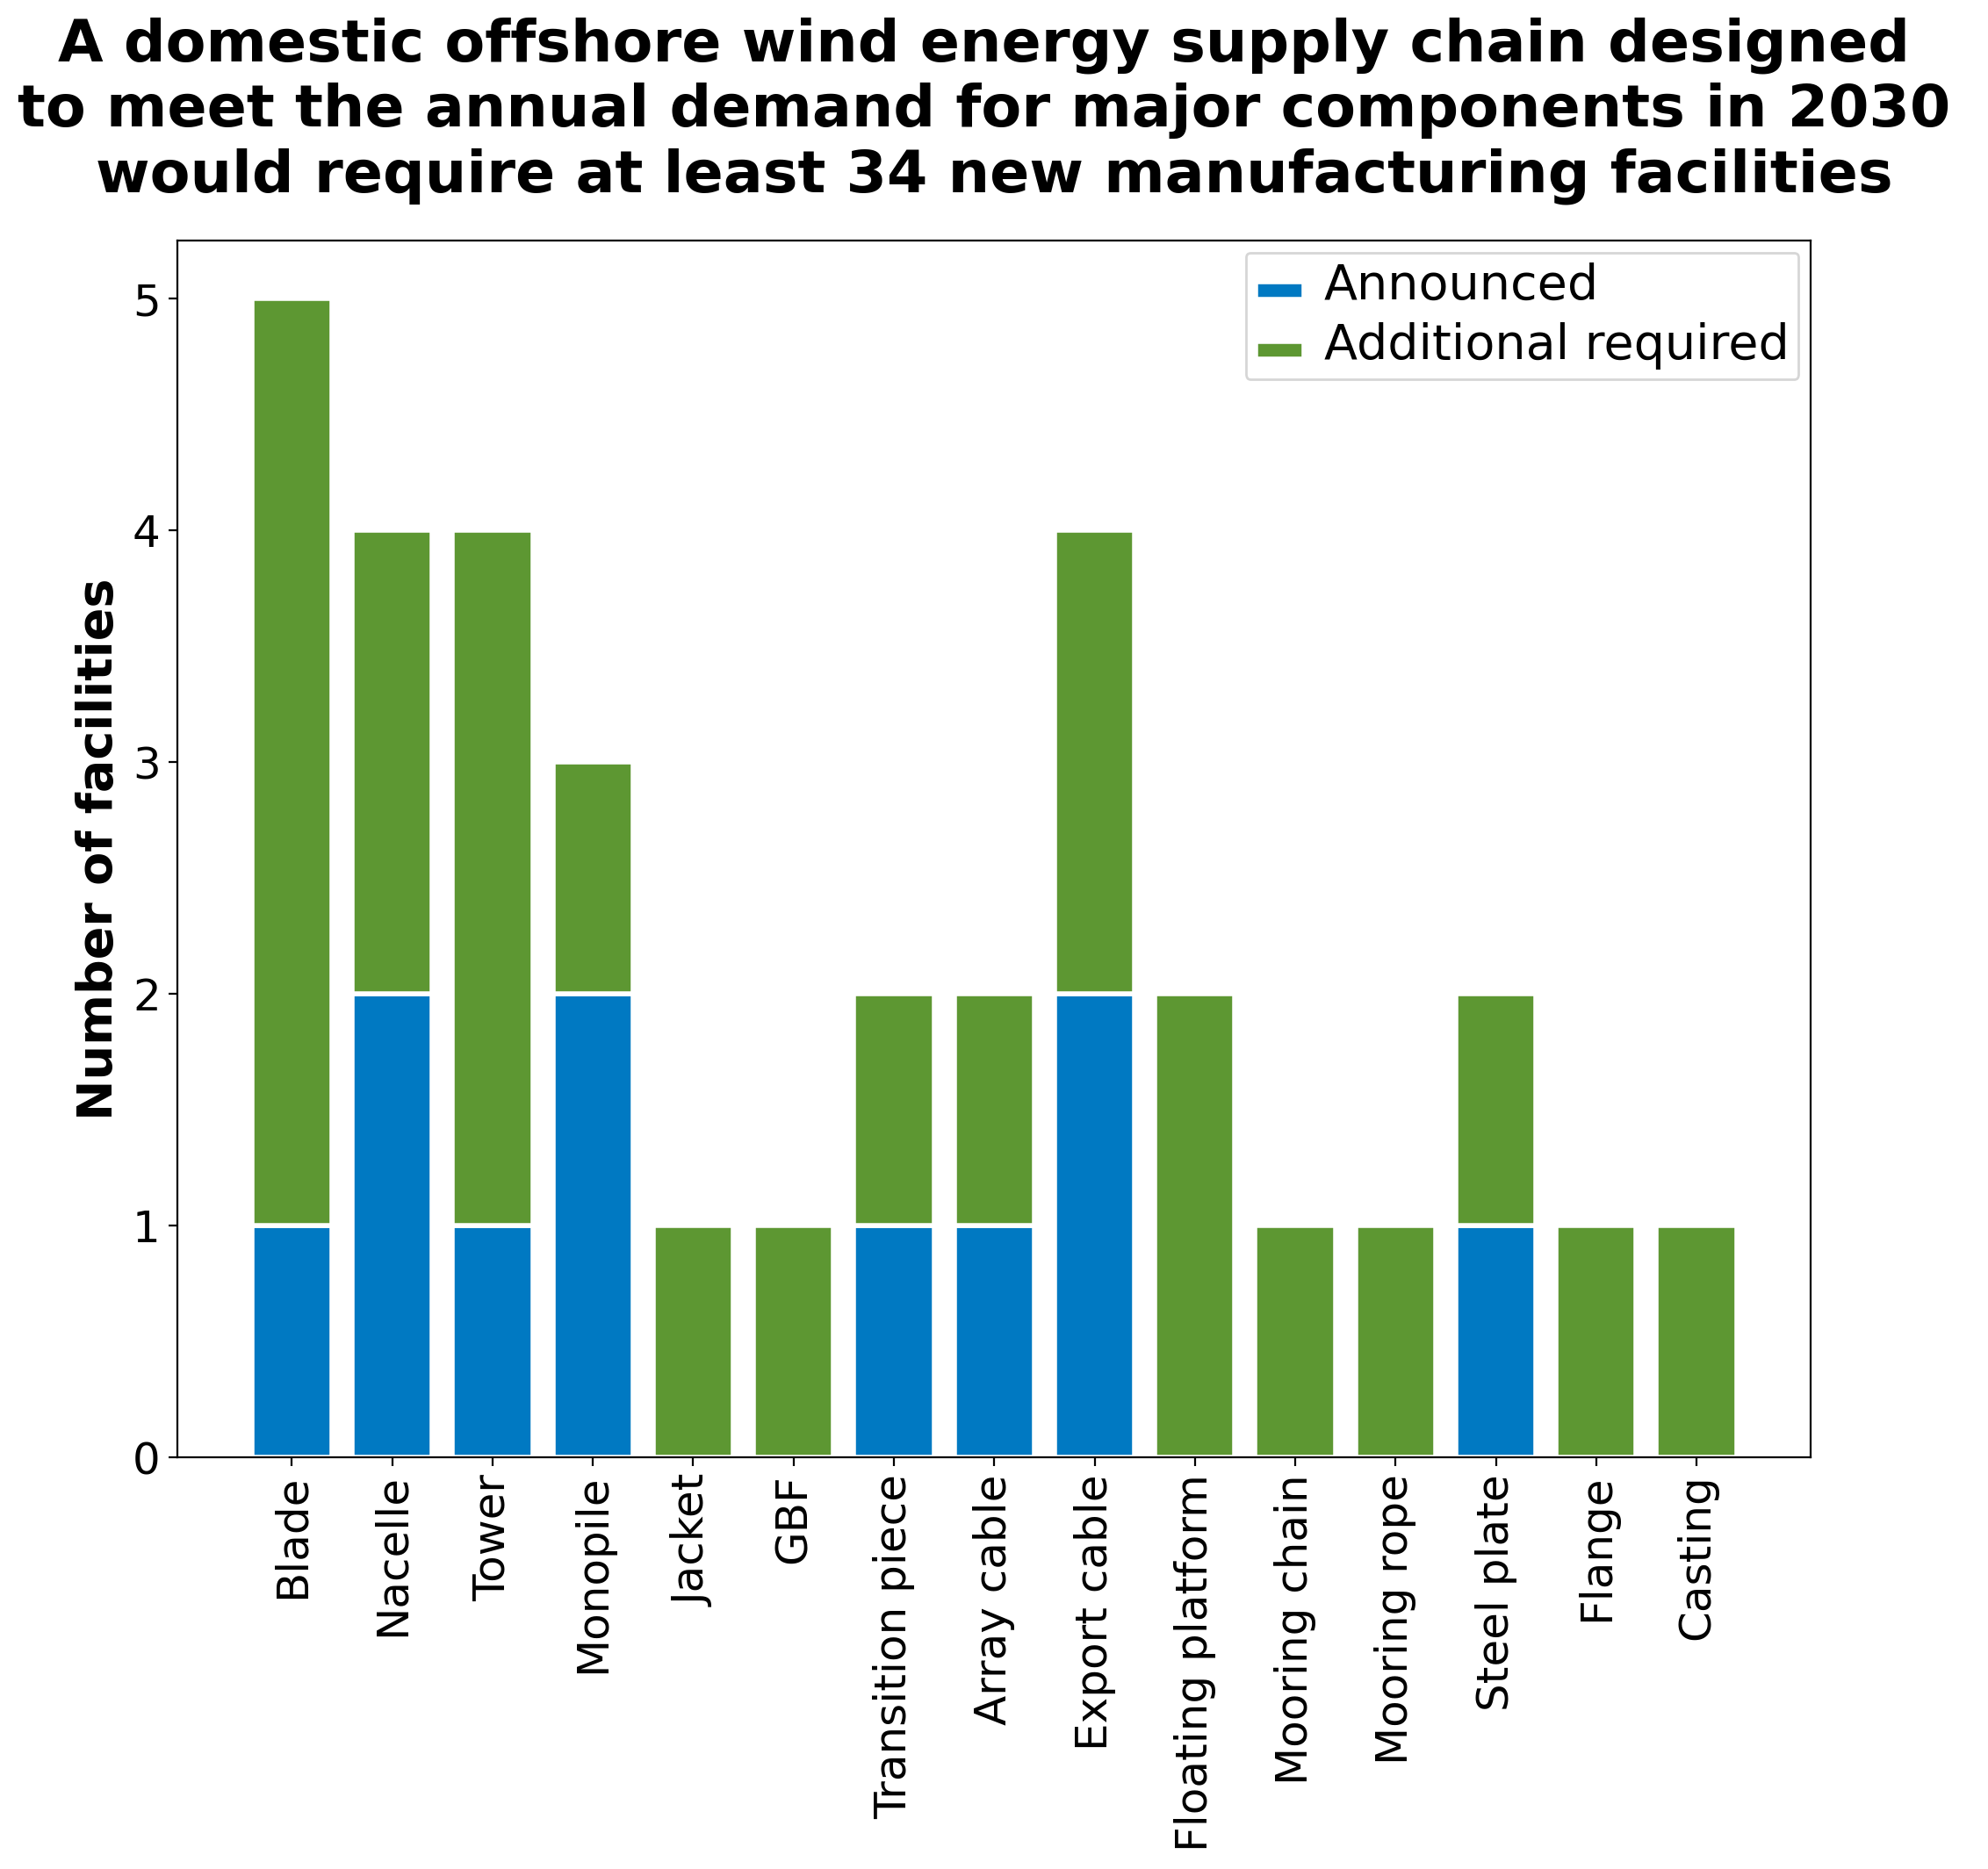 A domestic offshore wind energy supply chain designed
to meet the annual demand for major components in 2030
would require at least 34 new manufacturing facilities
Announced
Additional required
Number of facilities
5
4
3
2
1
0
Blade
Nacelle
Tower
Monopile
Jacket
GBF
Transition piece
Array cable
Export cable
Floating platform
Mooring chain
Mooring rope
Steel plate
Flange
Casting